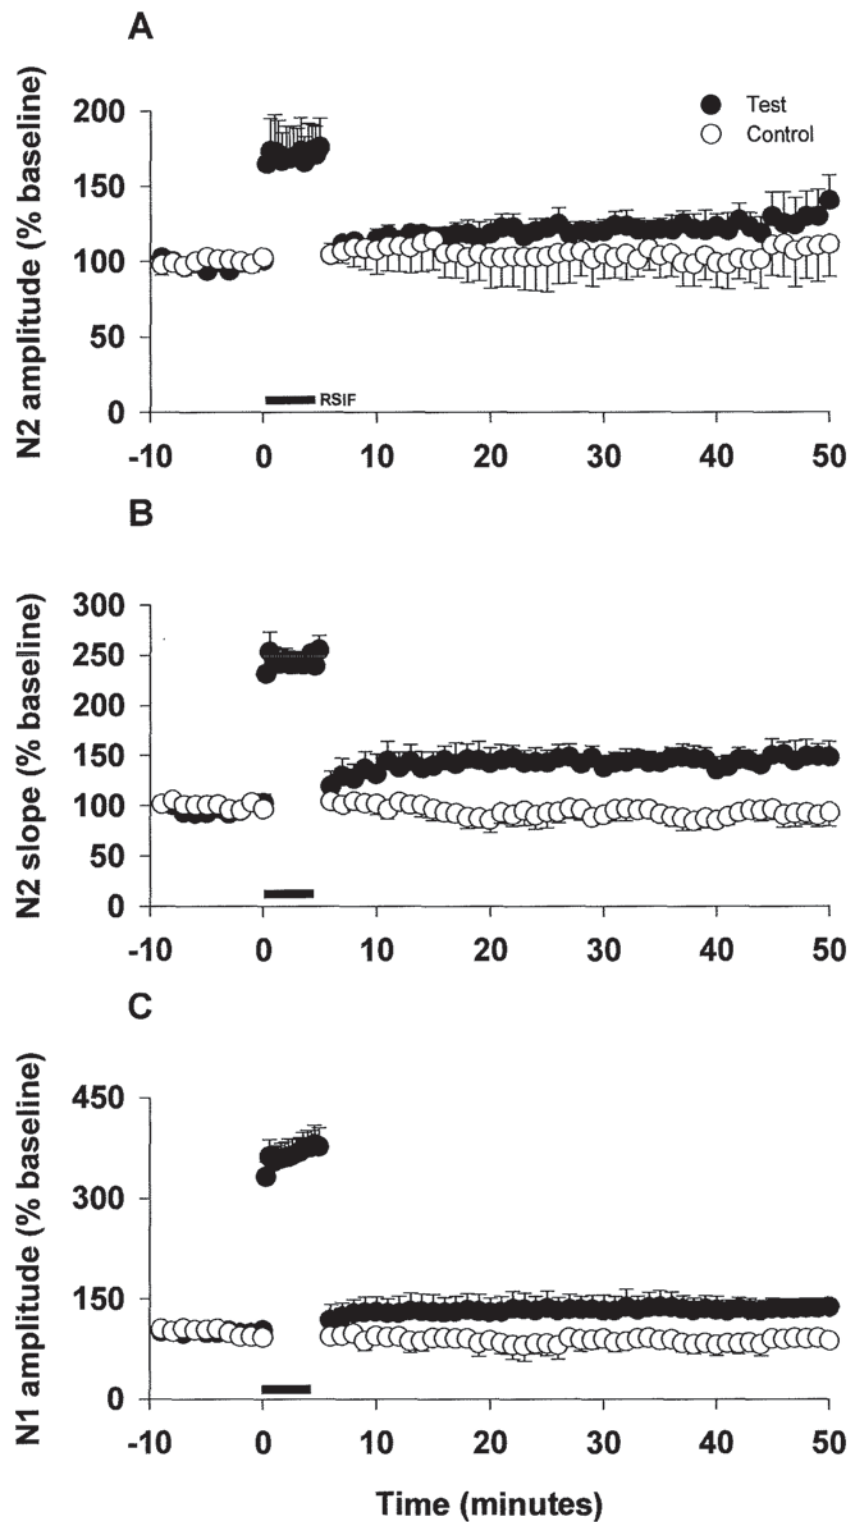 A
N2 amplitude (% baseline)
200
150
100
50
0
Test
Control
RSIF
-10 0 10 20 30 40 50
B
N2 slope (% baseline)
300
250
200
150
100
50
0
-10 0 10 20 30 40 50
C
N1 amplitude (% baseline)
450
300
150
0
-10 0 10 20 30 40 50
Time (minutes)